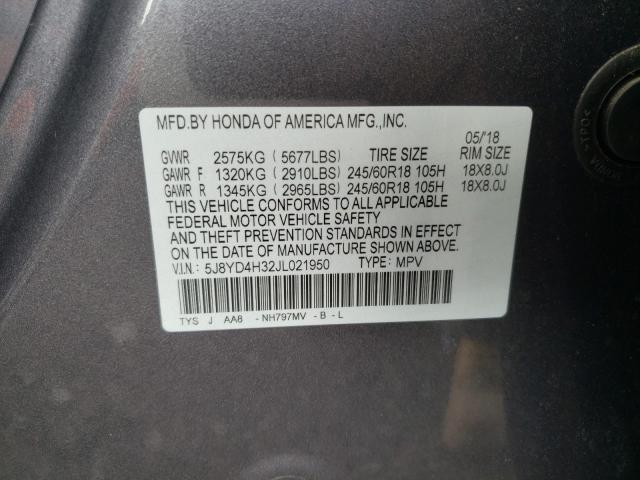 MFD.BY HONDA OF AMERICA MFG.,INC.
05/'18
GVWR 2575KG ( 5677LBS) TIRE SIZE RIM SIZE
GAWR F 1320KG ( 2910LBS) 245/60R18 105H 18X8.0J
GAWR R 1345KG ( 2965LBS) 245/60R18 105H 18X8.0J
THIS VEHICLE CONFORMS TO ALL APPLICABLE
FEDERAL MOTOR VEHICLE SAFETY
AND THEFT PREVENTION STANDARDS IN EFFECT
ON THE DATE OF MANUFACTURE SHOWN ABOVE.
V.I.N.: 5J8YD4H32JL021950 TYPE: MPV
TYS J AA8 -NH797MV -B -L
>TPO<